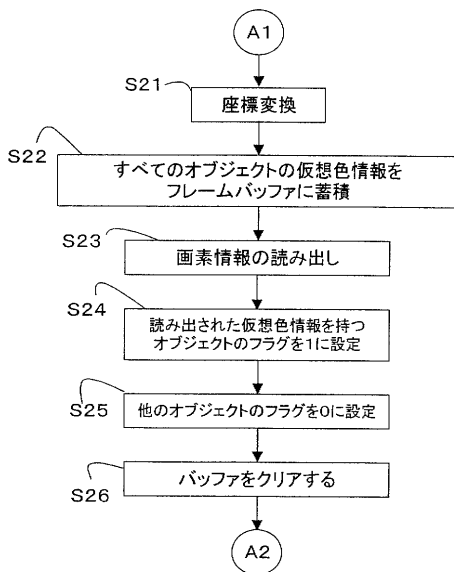 A1
S21
座標変換
S22
すべてのオブジェクトの仮想色情報を
フレームバッファに蓄積
S23
画素情報の読み出し
S24
読み出された仮想色情報を持つ
オブジェクトのフラグを1に設定
S25
他のオブジェクトのフラグを0に設定
S26
バッファをクリアする
A2